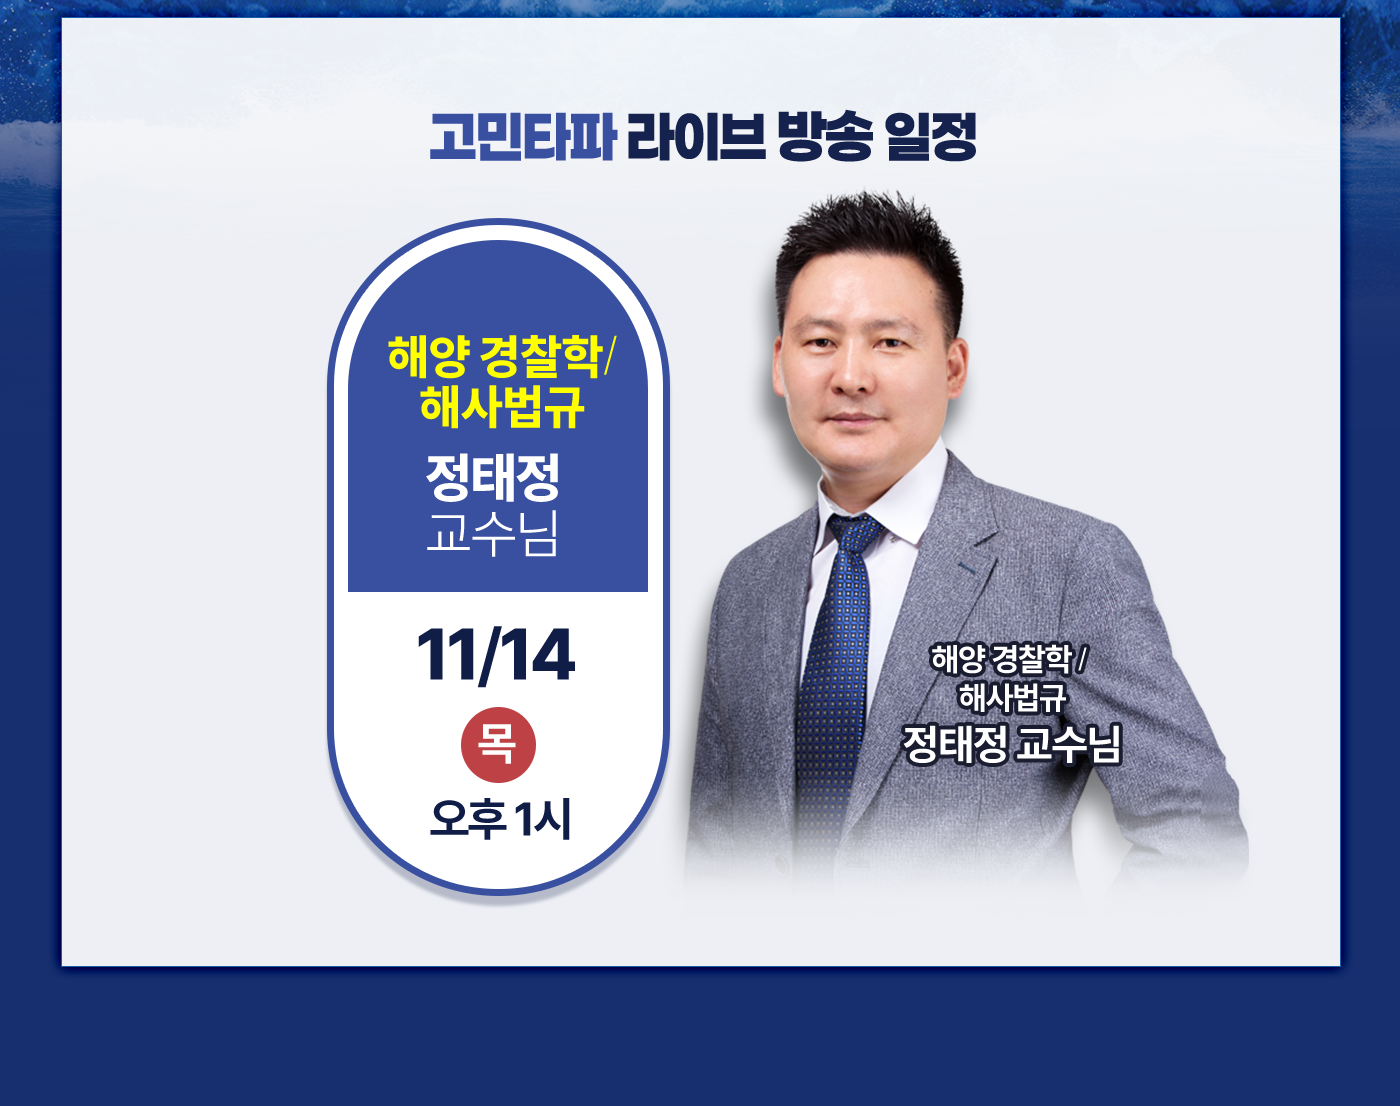 고민타파 라이브 방송 일정
해양 경찰학/
해사법규
정태정
교수님
11/14
목
오후 1시
해양 경찰학 /
해사법규
정태정 교수님